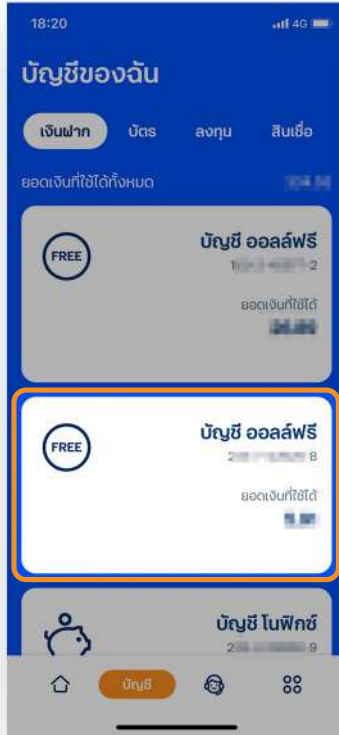 18:20
4G
บัญชีของฉัน
เงินฝาก บัตร ลงทุน สินเชื่อ
ยอดเงินที่ใช้ได้ทั้งหมด
FREE
บัญชี ออลล์ฟรี
ยอดเงินที่ใช้ได้
FREE
บัญชี ออลล์ฟรี
ยอดเงินที่ใช้ได้
บัญชี โนฟิกซ์
บัญชี